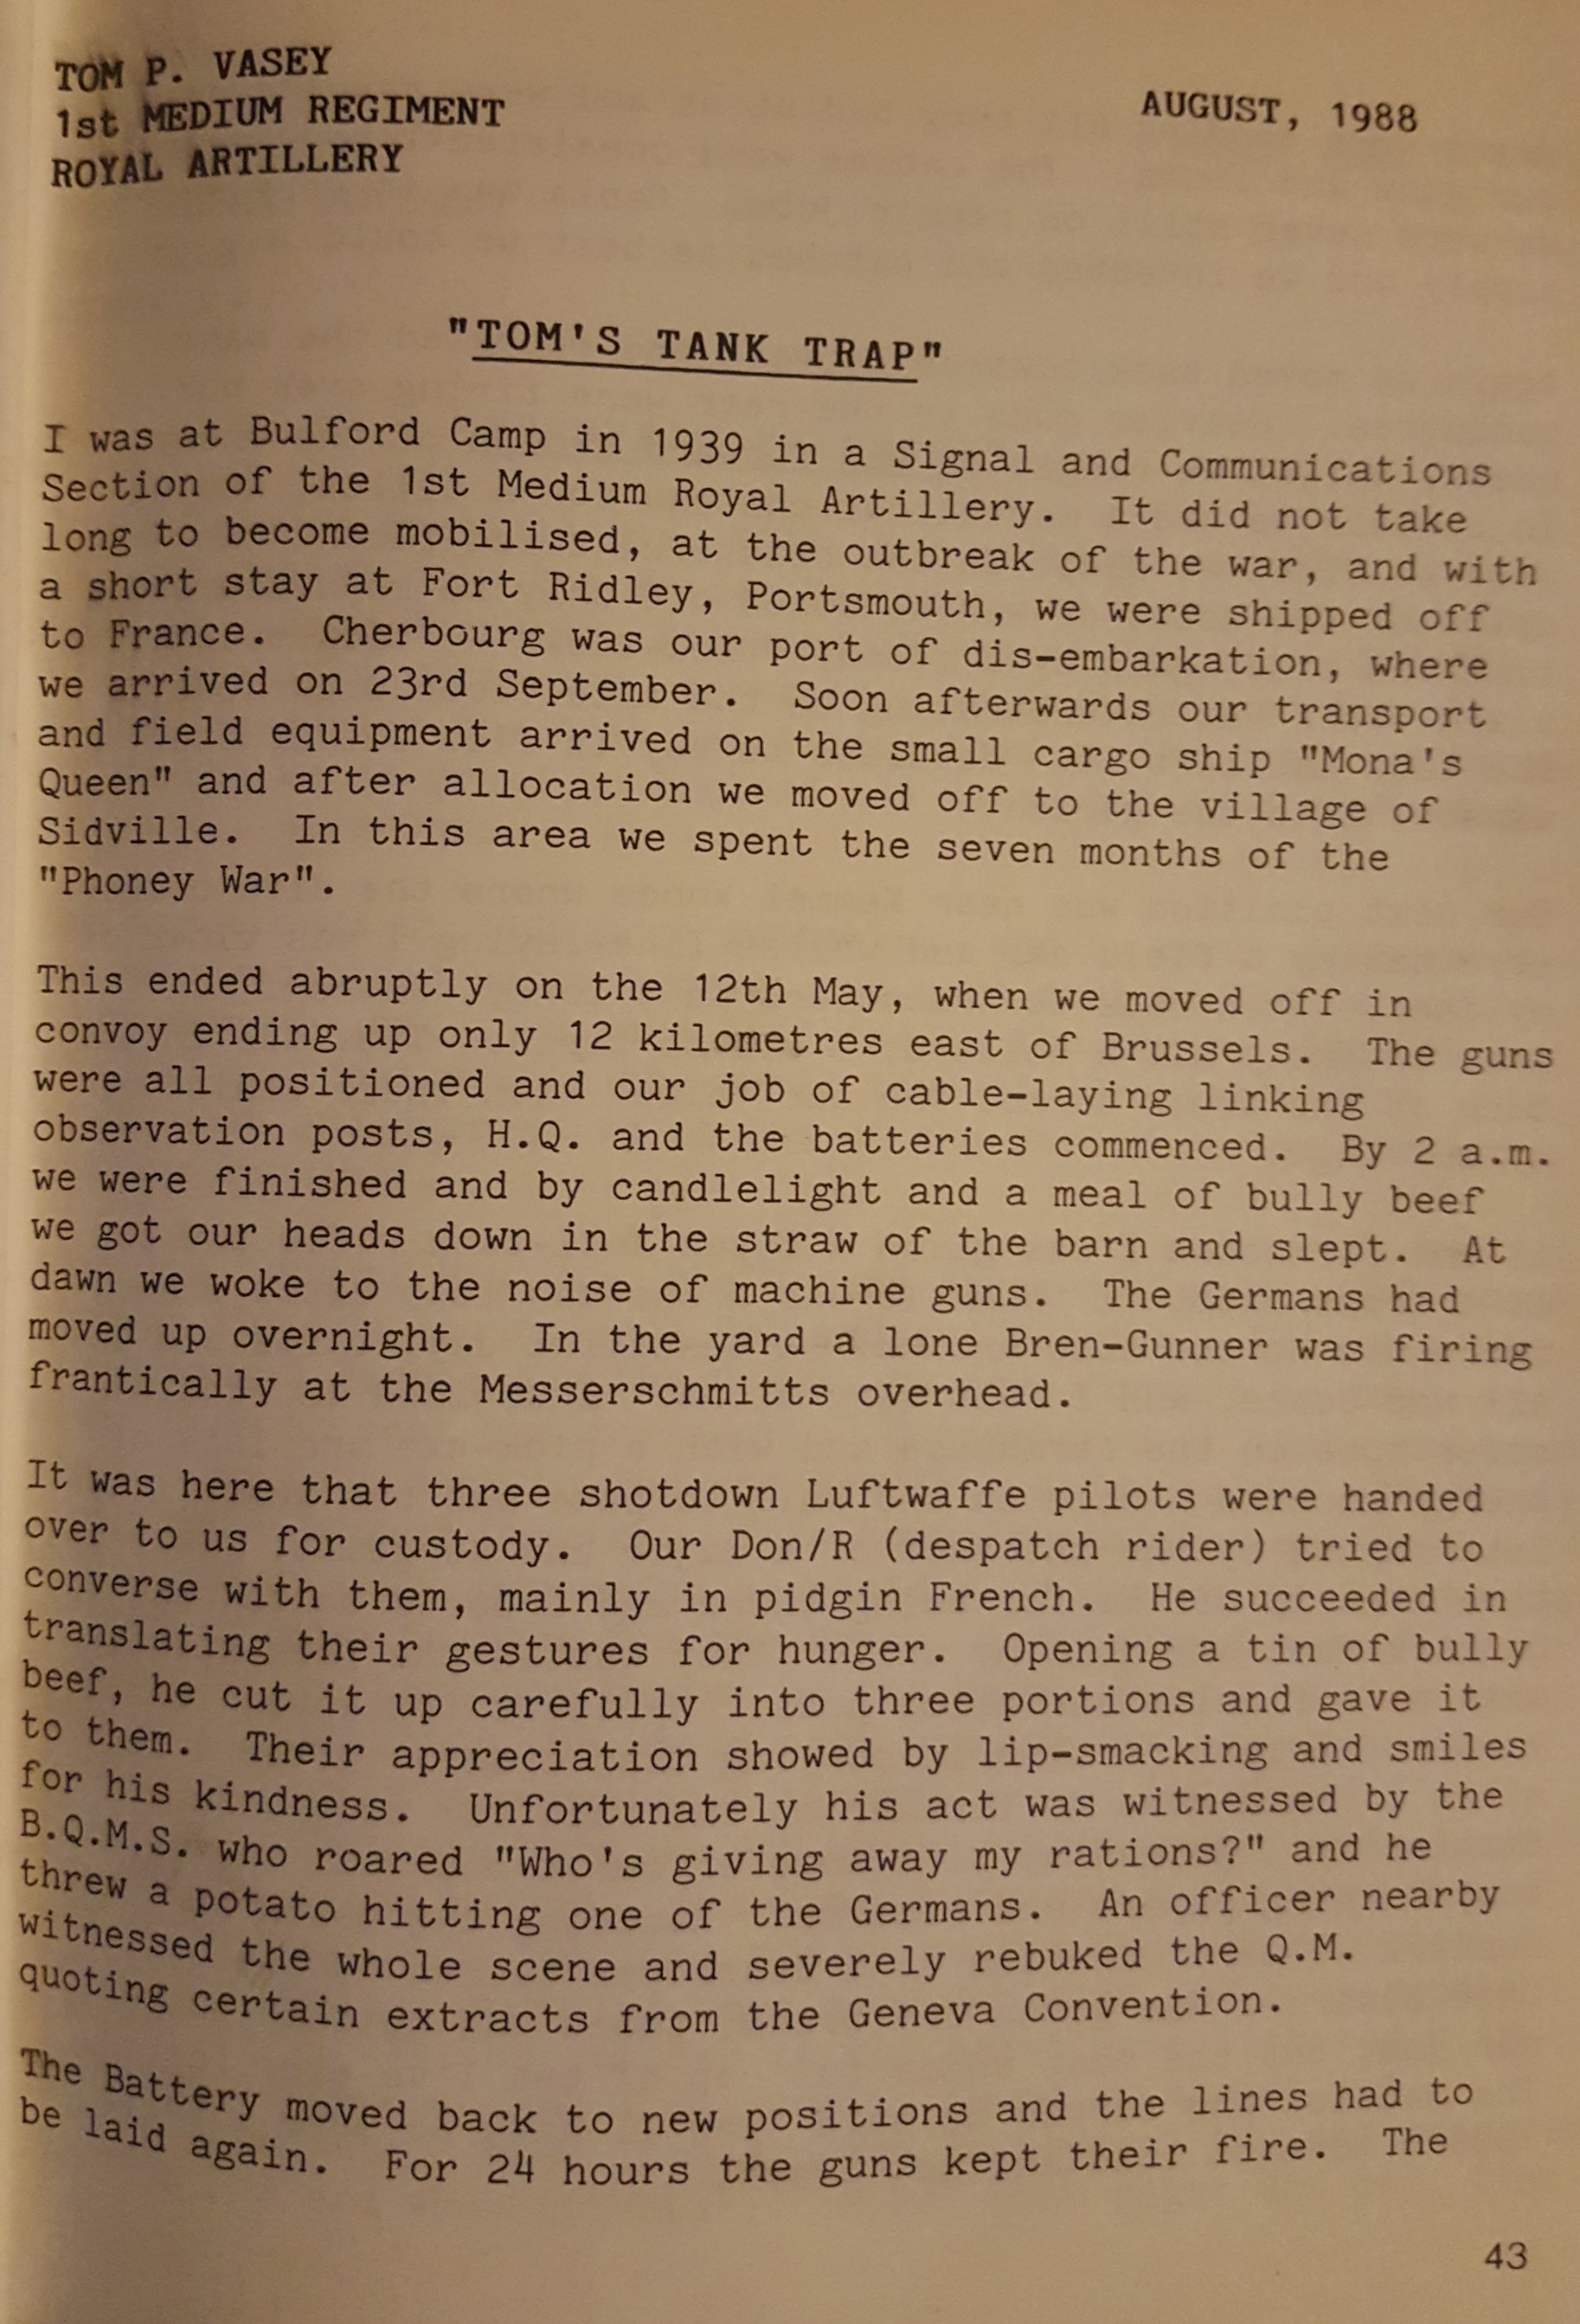 TOM P. VASEY
1st MEDIUM REGIMENT
ROYAL ARTILLERY
AUGUST, 1988
"TOM'S TANK TRAP"
I was at Bulford Camp in 1939 in a Signal and Communications
Section of the 1st Medium Royal Artillery. It did not take
long to become mobilised, at the outbreak of the war, and with
a short stay at Fort Ridley, Portsmouth, we were shipped off
to France. Cherbourg was our port of dis-embarkation, where
we arrived on 23rd September. Soon afterwards our transport
and field equipment arrived on the small cargo ship "Mona's
Queen" and after allocation we moved off to the village of
Sidville. In this area we spent the seven months of the
"Phoney War".
This ended abruptly on the 12th May, when we moved off in
convoy ending up only 12 kilometres east of Brussels. The guns
were all positioned and our job of cable-laying linking
observation posts, H.Q. and the batteries commenced. By 2 a.m.
we were finished and by candlelight and a meal of bully beef
we got our heads down in the straw of the barn and slept. At
dawn we woke to the noise of machine guns. The Germans had
moved up overnight. In the yard a lone Bren-Gunner was firing
frantically at the Messerschmitts overhead.
It was here that three shotdown Luftwaffe pilots were handed
over to us for custody. Our Don/R (despatch rider) tried to
converse with them, mainly in pidgin French. He succeeded in
translating their gestures for hunger. Opening a tin of bully
beef, he cut it up carefully into three portions and gave it
to them. Their appreciation showed by lip-smacking and smiles
for his kindness. Unfortunately his act was witnessed by the
B.Q.M.S. who roared "Who's giving away my rations?" and he
threw a potato hitting one of the Germans. An officer nearby
witnessed the whole scene and severely rebuked the Q.M.
quoting certain extracts from the Geneva Convention.
The Battery moved back to new positions and the lines had to
be laid again. For 24 hours the guns kept their fire. The
43